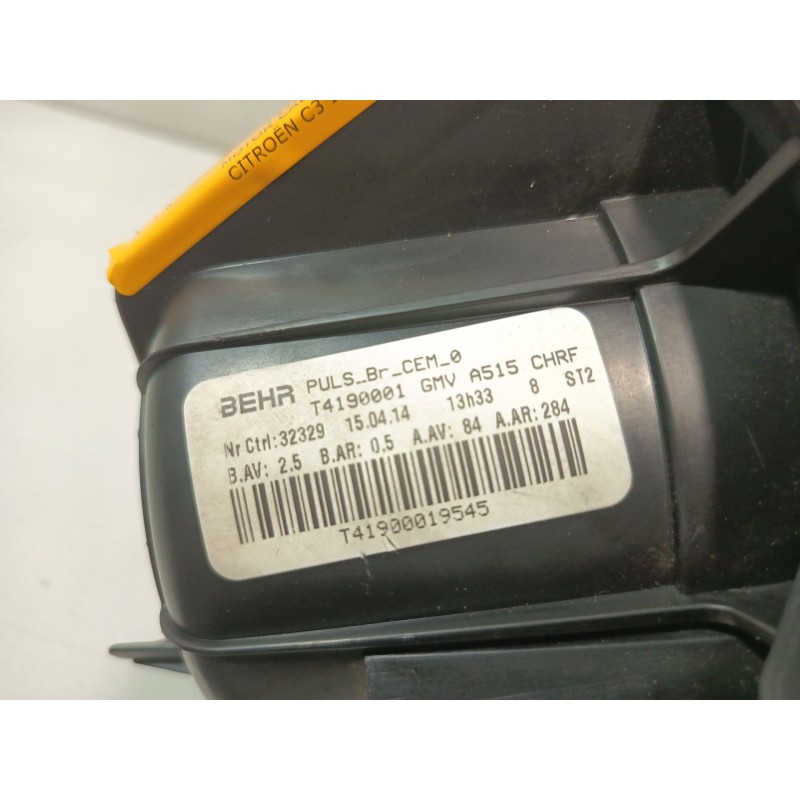 CITROËN C3
BEHR PULS_Br_CEM_0
T4190001 GMV A515 CHRF
Nr Ctrl:32329 15.04.14 13h33 8 ST2
B.AV: 2.5 B.AR: 0.5 A.AV: 84 A.AR: 284
T41900019545